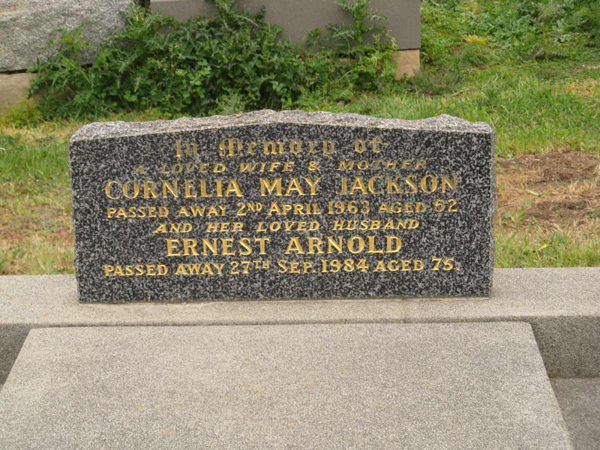 In Memory of
A LOVED WIFE & MOTHER
CORNELIA MAY JACKSON
PASSED AWAY 2ND APRIL 1963 AGED 52
AND HER LOVED HUSBAND
ERNEST ARNOLD
PASSED AWAY 27TH SEP. 1984 AGED 75.